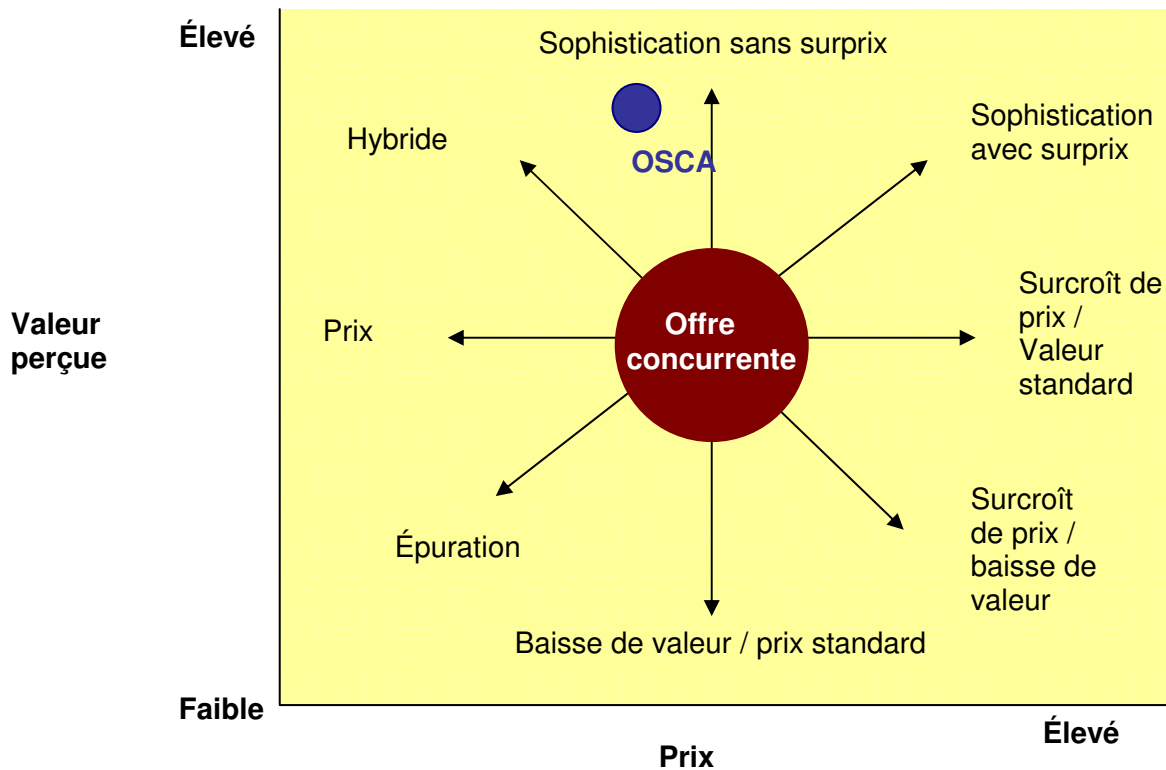 Élevé
Sophistication sans surprix
Hybride
OSCA
Sophistication
avec surprix
Valeur
perçue
Prix
Offre
concurrente
Surcroît de
prix /
Valeur
standard
Épuration
Surcroît
de prix /
baisse de
valeur
Baisse de valeur / prix standard
Faible
Prix
Élevé